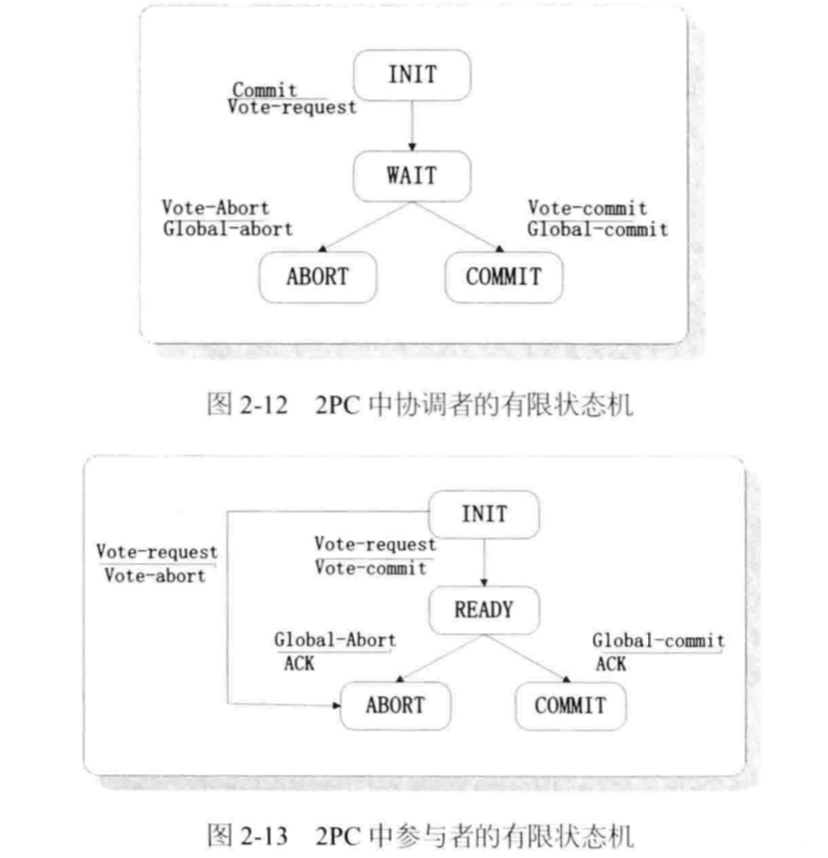 INIT
Commit
Vote-request
WAIT
Vote-Abort
Global-abort
Vote-commit
Global-commit
ABORT
COMMIT
图 2-12 2PC 中协调者的有限状态机
INIT
Vote-request
Vote-abort
Vote-request
Vote-commit
READY
Global-Abort
ACK
Global-commit
ACK
ABORT
COMMIT
图 2-13 2PC 中参与者的有限状态机